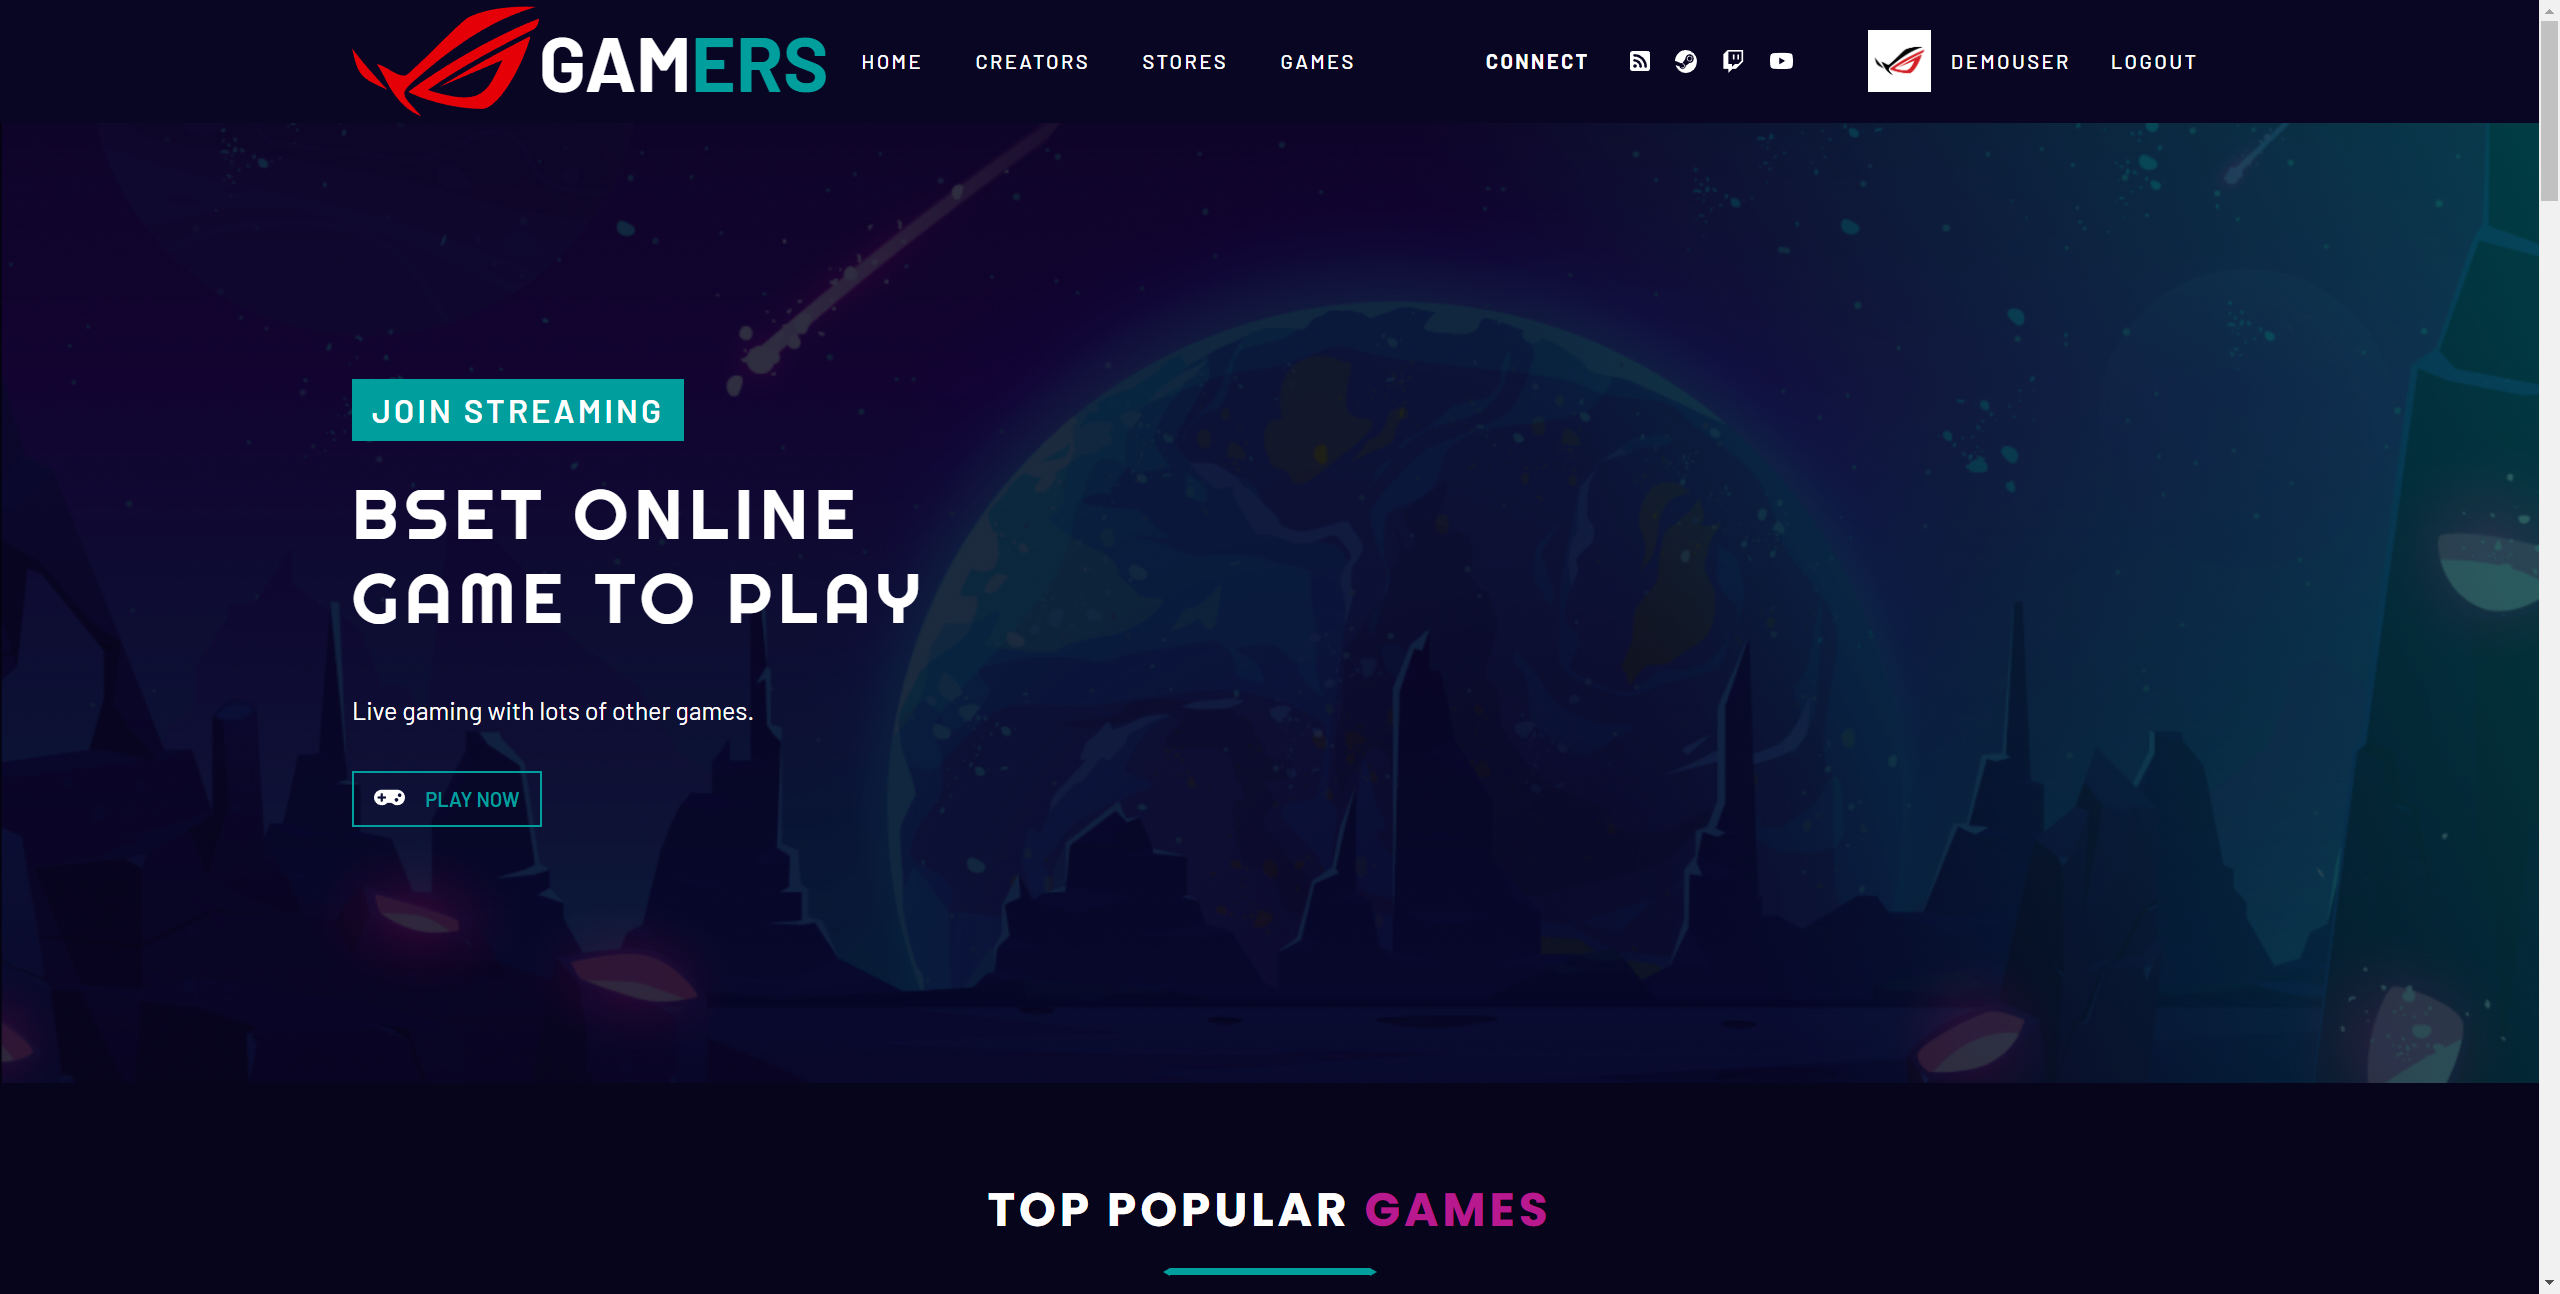 GAMERS
HOME CREATORS STORES GAMES CONNECT DEMOUSER LOGOUT
JOIN STREAMING
BSET ONLINE
GAME TO PLAY
Live gaming with lots of other games.
PLAY NOW
TOP POPULAR GAMES